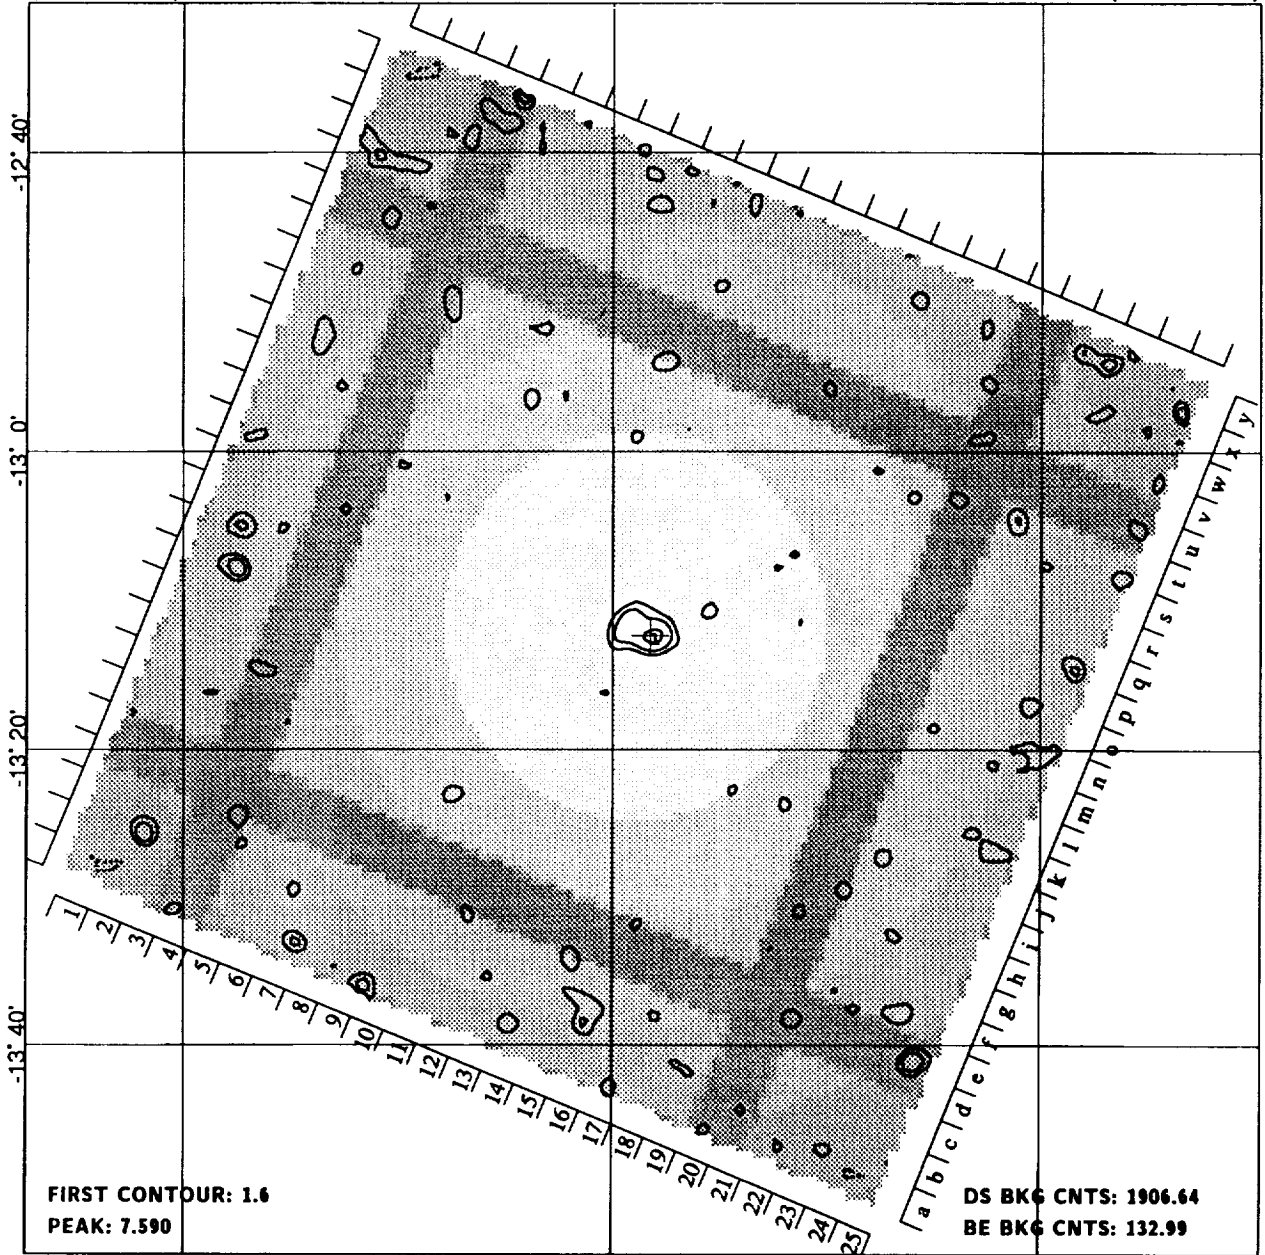 -12° 40'
-13° 0'
-13° 20'
-13° 40'
1 2 3 4 5 6 7 8 9 10 11 12 13 14 15 16 17 18 19 20 21 22 23 24 25
a b c d e f g h i j k l m n o p q r s t u v w x y
FIRST CONTOUR: 1.6
PEAK: 7.590
DS BKG CNTS: 1906.64
BE BKG CNTS: 132.99